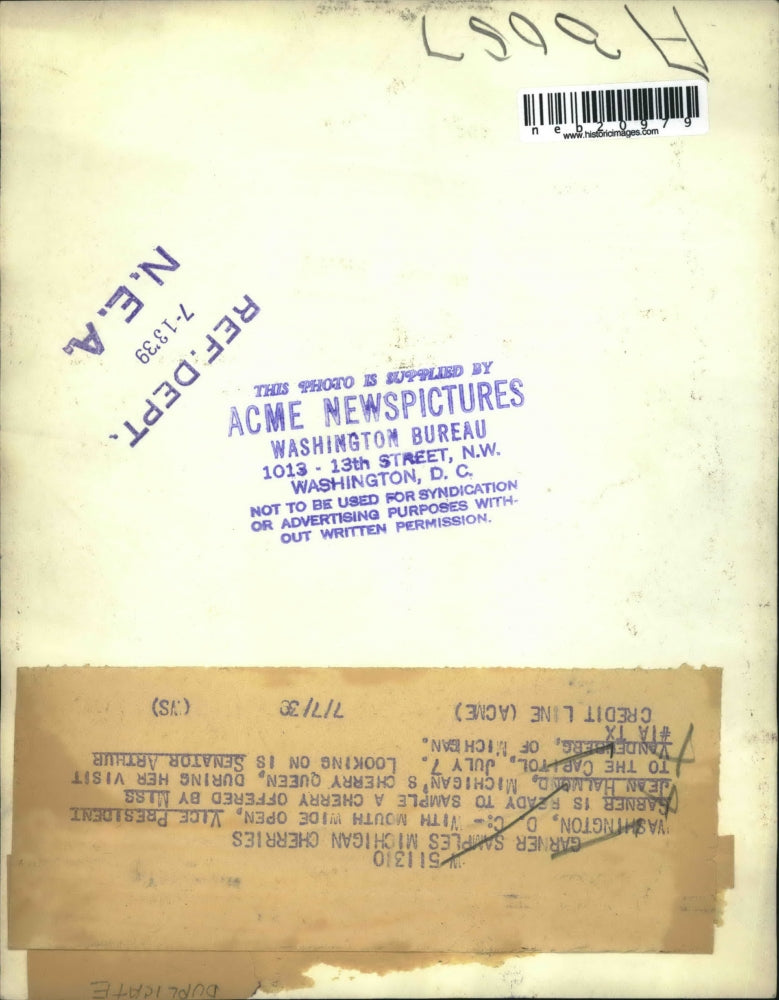 neb20979
www.historicimages.com
N.E.A.
7-13'39
REF. DEPT.
THIS PHOTO IS SUPPLIED BY
ACME NEWSPICTURES
WASHINGTON BUREAU
1013 - 13th STREET, N.W.
WASHINGTON, D. C.
NOT TO BE USED FOR SYNDICATION
OR ADVERTISING PURPOSES WITH-
OUT WRITTEN PERMISSION.
W511310
GARNER SAMPLES MICHIGAN CHERRIES
WASHINGTON, D. C.-- WITH MOUTH WIDE OPEN, VICE PRESIDENT
GARNER IS READY TO SAMPLE A CHERRY OFFERED BY MISS
JEAN HALMOND, MICHIGAN'S CHERRY QUEEN, DURING HER VISIT
TO THE CAPITOL, JULY 7. LOOKING ON IS SENATOR ARTHUR
VANDENBERG, OF MICHIGAN.
#1A TX
CREDIT LINE (ACME) 7/7/39 (WS)
DUPLICATE